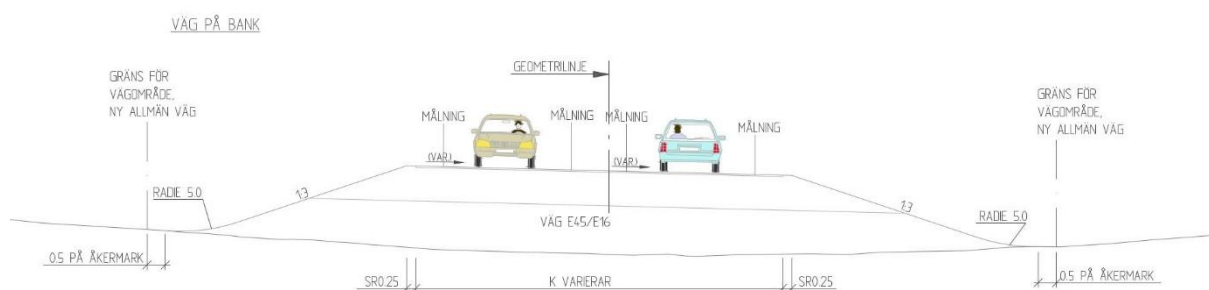 VÄG PÅ BANK
GEOMETRILINJE
GRÄNS FÖR
VÄGOMRÅDE,
NY ALLMÄN VÄG
GRÄNS FÖR
VÄGOMRÅDE,
NY ALLMÄN VÄG
MÅLNING
MÅLNING
MÅLNING
MÅLNING
(VAR)
(VAR)
RADIE 5.0
1:3
1:3
RADIE 5.0
VÄG E45/E16
0.5 PÅ ÅKERMARK
SR0.25
K VARIERAR
SR0.25
0.5 PÅ ÅKERMARK